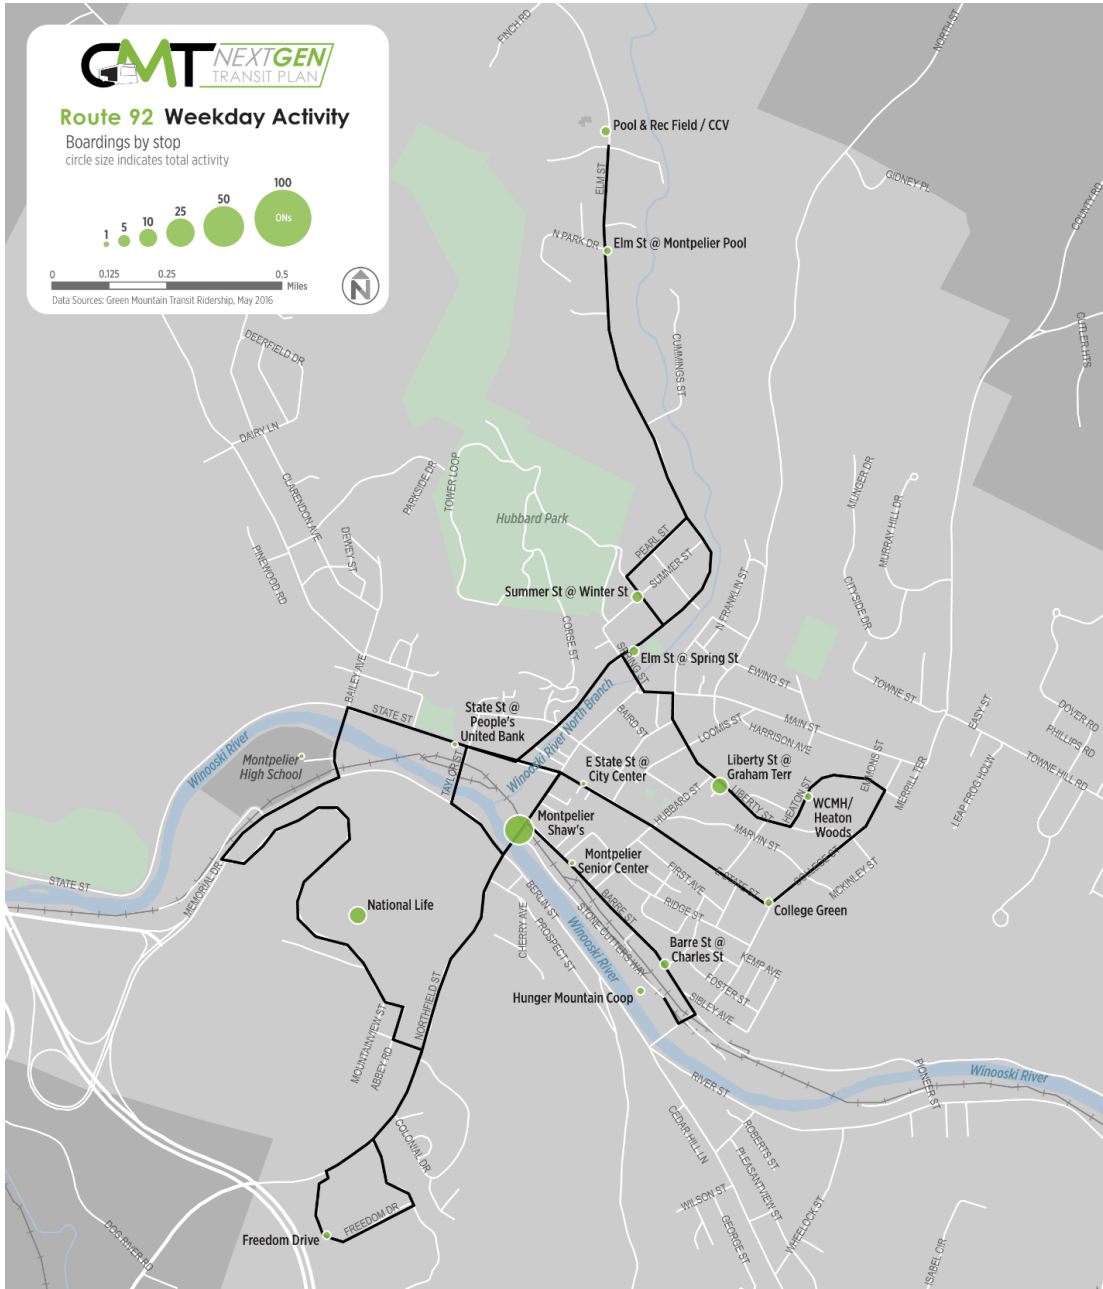 GMT NEXTGEN
TRANSIT PLAN
Route 92 Weekday Activity
Boardings by stop
circle size indicates total activity
1
5
10
25
50
100
ONs
0
0.125
0.25
0.5
Miles
N
Data Sources: Green Mountain Transit Ridership, May 2016
FINCH RD
NORTH ST
Pool & Rec Field / CCV
ELM ST
GIDNEY PL
COUNTY RD
N PARK DR
Elm St @ Montpelier Pool
CUTLER HTS
DEERFIELD DR
CUMMINGS ST
DAIRY LN
PARKSIDE DR
TOWER LOOP
CLARENDON AVE
MUNGER DR
MURRAY HILL DR
Hubbard Park
DEWEY ST
PINEWOOD RD
PEARL ST
SUMMER ST
N FRANKLIN ST
CITYSIDE DR
Summer St @ Winter St
CORSE ST
SPRING ST
Elm St @ Spring St
BAILEY AVE
EWING ST
TOWNE ST
EASY ST
DOVER RD
PHILLIPS RD
TOWNE HILL RD
STATE ST
State St @
People's
United Bank
Winooski River North Branch
BAIRD ST
LOOMIS ST
MAIN ST
HARRISON AVE
Winooski River
Montpelier
High School
TAYLOR ST
E State St @
City Center
Liberty St @
Graham Terr
EMMONS ST
MERRILL TER
LEAP FROG HOLW
HUBBARD ST
LIBERTY ST
HEATON ST
WCMH/
Heaton
Woods
Montpelier
Shaw's
MARVIN ST
COLLEGE ST
MCKINLEY ST
Montpelier
Senior Center
FIRST AVE
E STATE ST
STATE ST
MEMORIAL DR
BERLIN ST
BARRE ST
RIDGE ST
College Green
National Life
CHERRY AVE
PROSPECT ST
STONE CUTTERS WAY
Winooski River
Barre St @
Charles St
KEMP AVE
FOSTER ST
NORTHFIELD ST
Hunger Mountain Coop
SIBLEY AVE
MOUNTAINVIEW ST
ABBEY RD
RIVER ST
Winooski River
PIONEER ST
COLONIAL DR
CEDAR HILL LN
ROBERTS ST
PLEASANTVIEW ST
WILSON ST
GEORGE ST
WHEELOCK ST
FREEDOM DR
Freedom Drive
DOG RIVER RD
ISABEL CIR